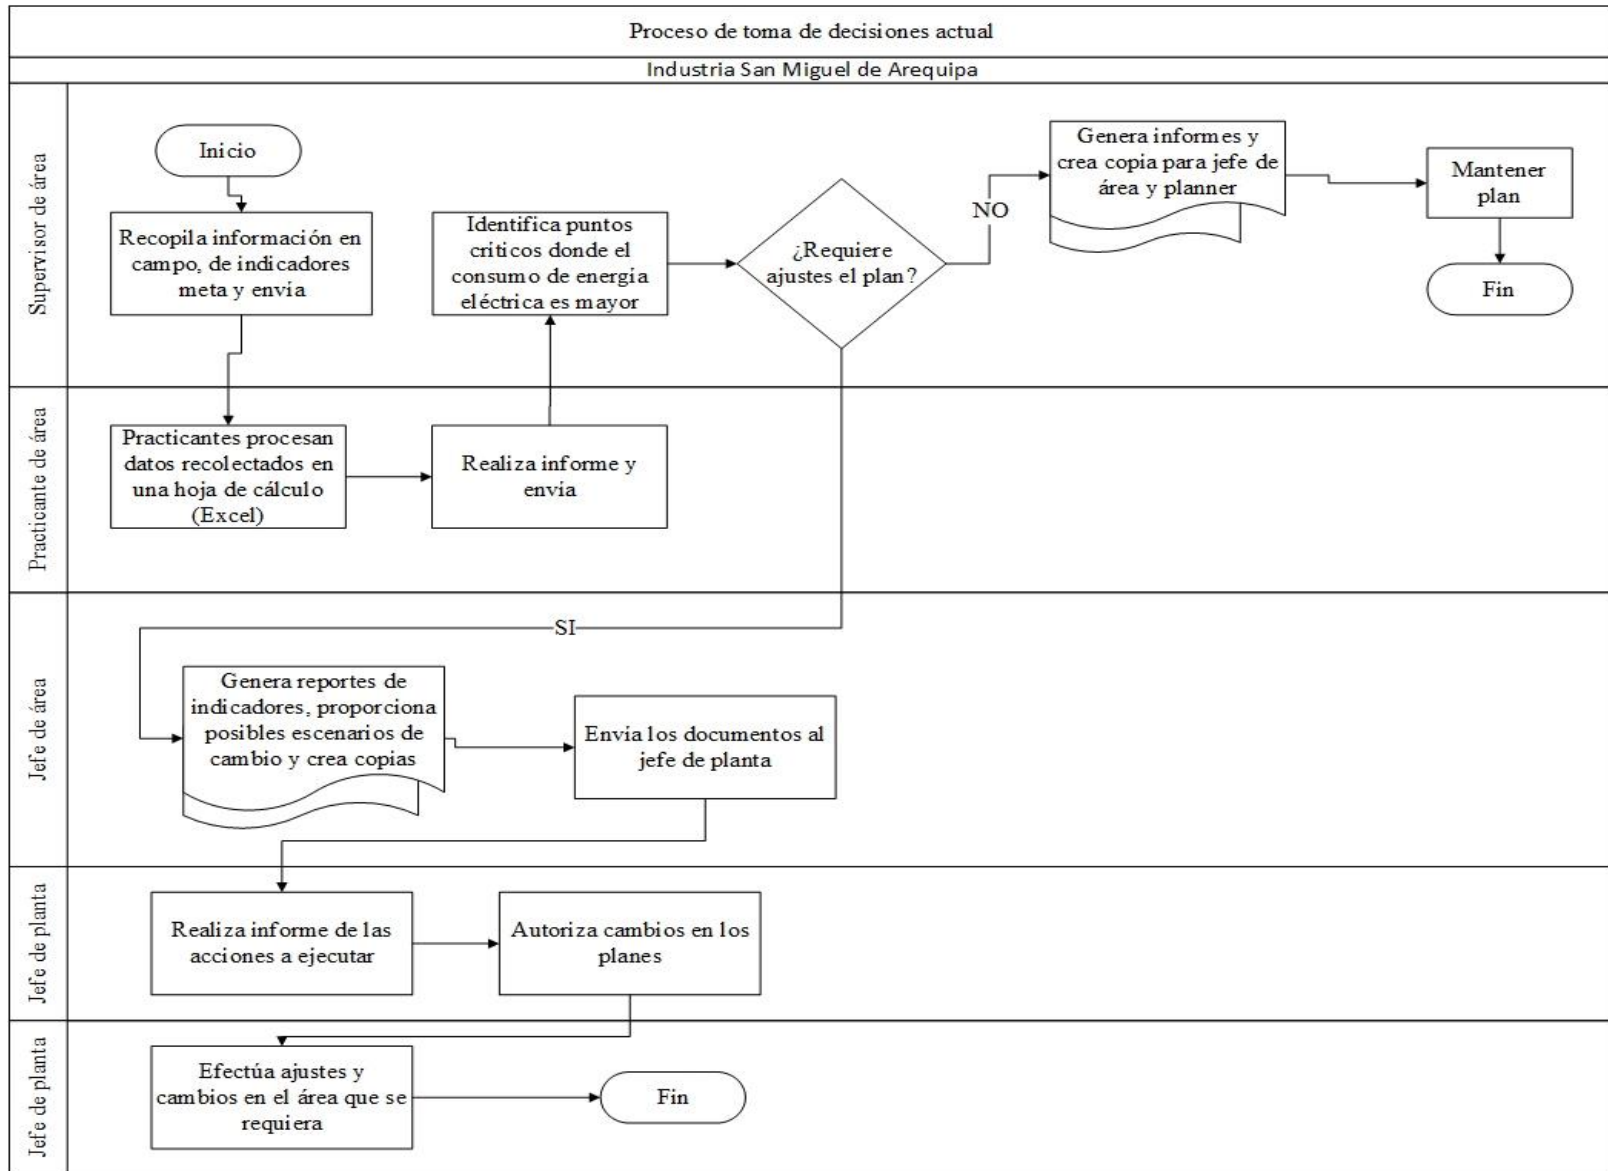 Proceso de toma de decisiones actual
Industria San Miguel de Arequipa
Supervisor de área
Inicio
Recopila información en
campo, de indicadores
meta y envía
Identifica puntos
críticos donde el
consumo de energía
eléctrica es mayor
¿Requiere
ajustes el plan?
NO
Genera informes y
crea copia para jefe de
área y planner
Mantener
plan
Fin
Practicante de área
Practicantes procesan
datos recolectados en
una hoja de cálculo
(Excel)
Realiza informe y
envía
Jefe de área
SI
Genera reportes de
indicadores, proporciona
posibles escenarios de
cambio y crea copias
Envia los documentos al
jefe de planta
Jefe de planta
Realiza informe de las
acciones a ejecutar
Autoriza cambios en los
planes
Jefe de planta
Efectúa ajustes y
cambios en el área que se
requiera
Fin